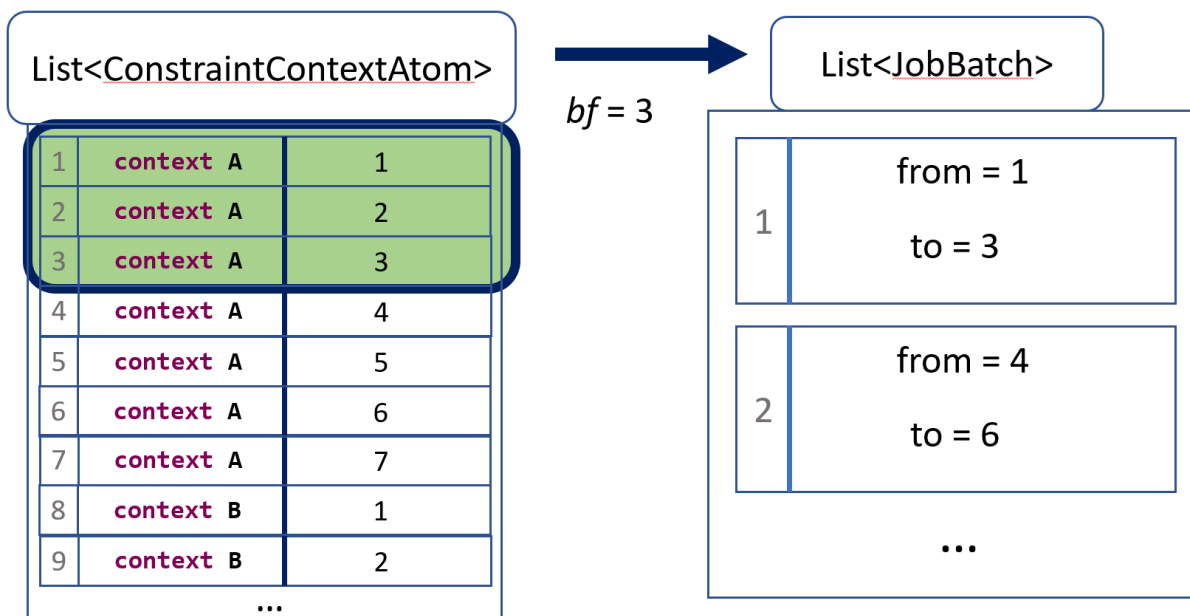 List<ConstraintContextAtom>
bf = 3
List<JobBatch>
1 context A 1
2 context A 2
3 context A 3
4 context A 4
5 context A 5
6 context A 6
7 context A 7
8 context B 1
9 context B 2
...
1
from = 1
to = 3
2
from = 4
to = 6
...